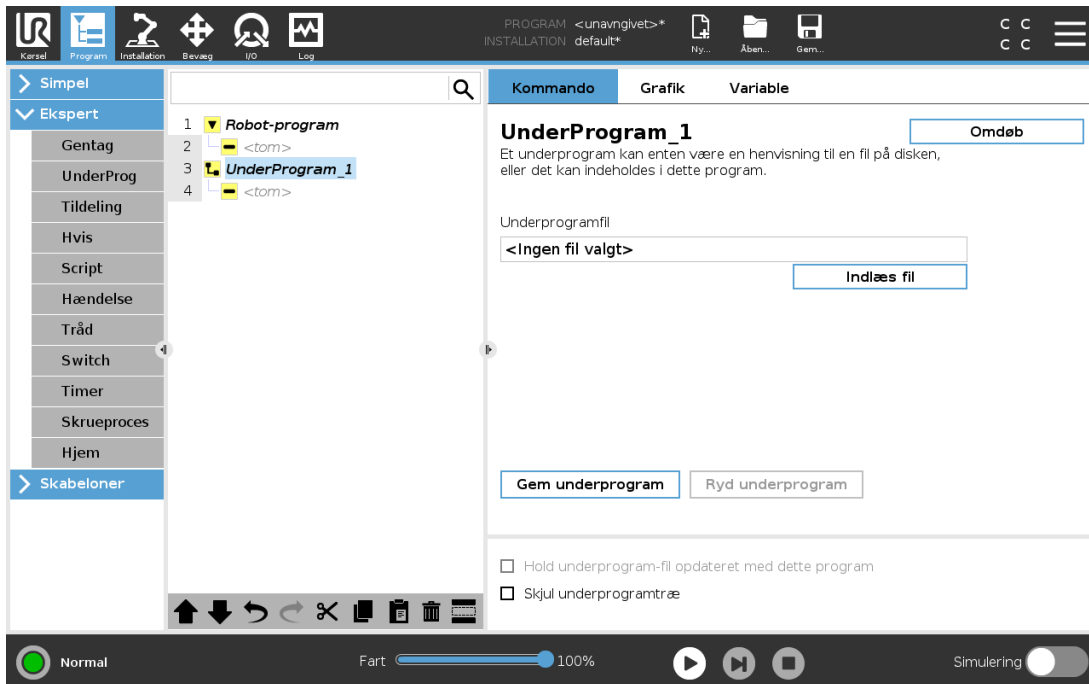 UR
PROGRAM <unavngivet>*
INSTALLATION default*
Kørsel Program Installation Bevæg I/O Log Ny... Åben... Gem...
C C
C C
Simpel
Ekspert
Gentag
UnderProg
Tildeling
Hvis
Script
Hændelse
Tråd
Switch
Timer
Skrueproces
Hjem
Skabeloner
1 Robot-program
2 <tom>
3 UnderProgram_1
4 <tom>
Kommando Grafik Variable
UnderProgram_1 Omdøb
Et underprogram kan enten være en henvisning til en fil på disken,
eller det kan indeholdes i dette program.
Underprogramfil
<Ingen fil valgt>
Indlæs fil
Gem underprogram Ryd underprogram
Hold underprogram-fil opdateret med dette program
Skjul underprogramtræ
Normal Fart 100% Simulering